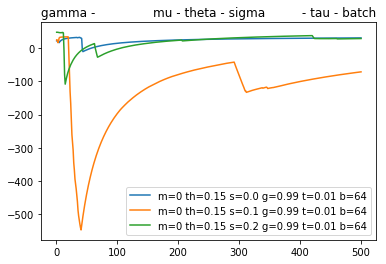 gamma - mu - theta - sigma - tau - batch
100
0
−100
−200
−300
−400
−500
m=0 th=0.15 s=0.0 g=0.99 t=0.01 b=64
m=0 th=0.15 s=0.1 g=0.99 t=0.01 b=64
m=0 th=0.15 s=0.2 g=0.99 t=0.01 b=64
0 100 200 300 400 500